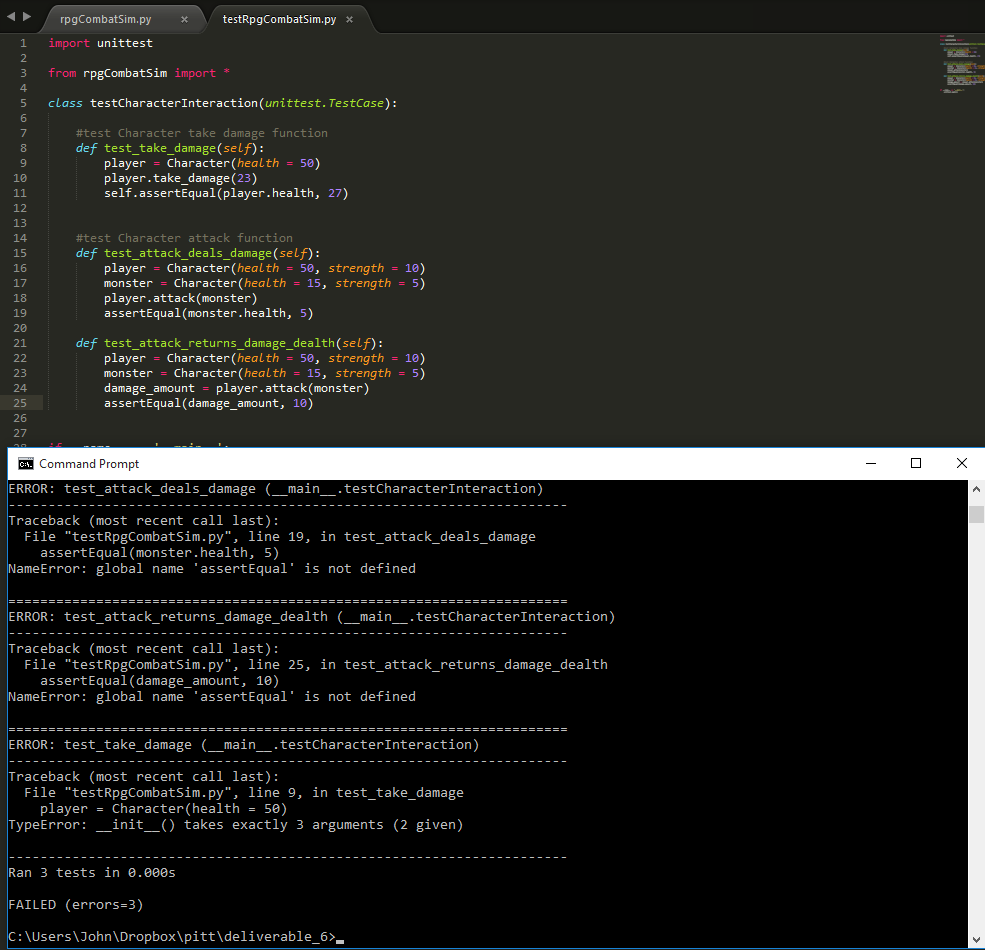 rpgCombatSim.py × testRpgCombatSim.py ×
1 import unittest
2
3 from rpgCombatSim import *
4
5 class testCharacterInteraction(unittest.TestCase):
6
7 #test Character take damage function
8 def test_take_damage(self):
9 player = Character(health = 50)
10 player.take_damage(23)
11 self.assertEqual(player.health, 27)
12
13
14 #test Character attack function
15 def test_attack_deals_damage(self):
16 player = Character(health = 50, strength = 10)
17 monster = Character(health = 15, strength = 5)
18 player.attack(monster)
19 assertEqual(monster.health, 5)
20
21 def test_attack_returns_damage_dealth(self):
22 player = Character(health = 50, strength = 10)
23 monster = Character(health = 15, strength = 5)
24 damage_amount = player.attack(monster)
25 assertEqual(damage_amount, 10)
26
27
Command Prompt
ERROR: test_attack_deals_damage (__main__.testCharacterInteraction)
----------------------------------------------------------------------
Traceback (most recent call last):
File "testRpgCombatSim.py", line 19, in test_attack_deals_damage
assertEqual(monster.health, 5)
NameError: global name 'assertEqual' is not defined
======================================================================
ERROR: test_attack_returns_damage_dealth (__main__.testCharacterInteraction)
----------------------------------------------------------------------
Traceback (most recent call last):
File "testRpgCombatSim.py", line 25, in test_attack_returns_damage_dealth
assertEqual(damage_amount, 10)
NameError: global name 'assertEqual' is not defined
======================================================================
ERROR: test_take_damage (__main__.testCharacterInteraction)
----------------------------------------------------------------------
Traceback (most recent call last):
File "testRpgCombatSim.py", line 9, in test_take_damage
player = Character(health = 50)
TypeError: __init__() takes exactly 3 arguments (2 given)
----------------------------------------------------------------------
Ran 3 tests in 0.000s
FAILED (errors=3)
C:\Users\John\Dropbox\pitt\deliverable_6>_